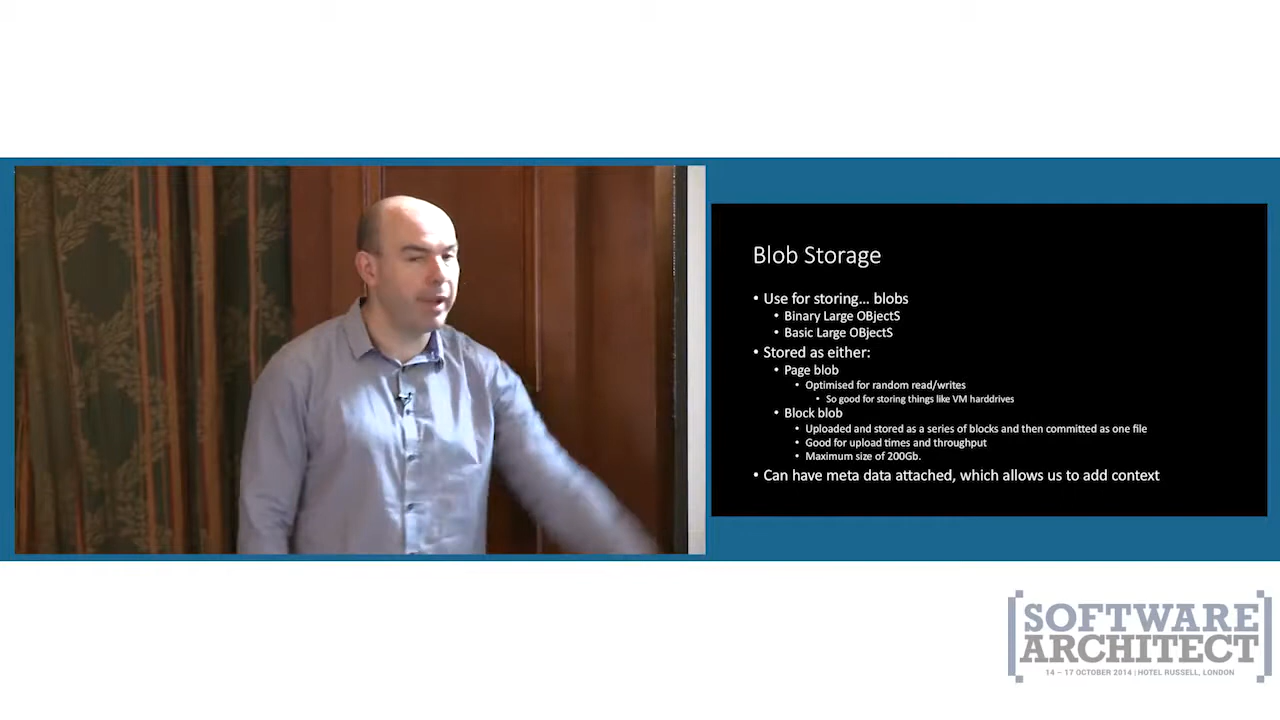 Blob Storage
• Use for storing... blobs
• Binary Large OBjectS
• Basic Large OBjectS
• Stored as either:
• Page blob
• Optimised for random read/writes
• So good for storing things like VM harddrives
• Block blob
• Uploaded and stored as a series of blocks and then committed as one file
• Good for upload times and throughput
• Maximum size of 200Gb.
• Can have meta data attached, which allows us to add context
[SOFTWARE
ARCHITECT]
14 – 17 OCTOBER 2014 | HOTEL RUSSELL, LONDON